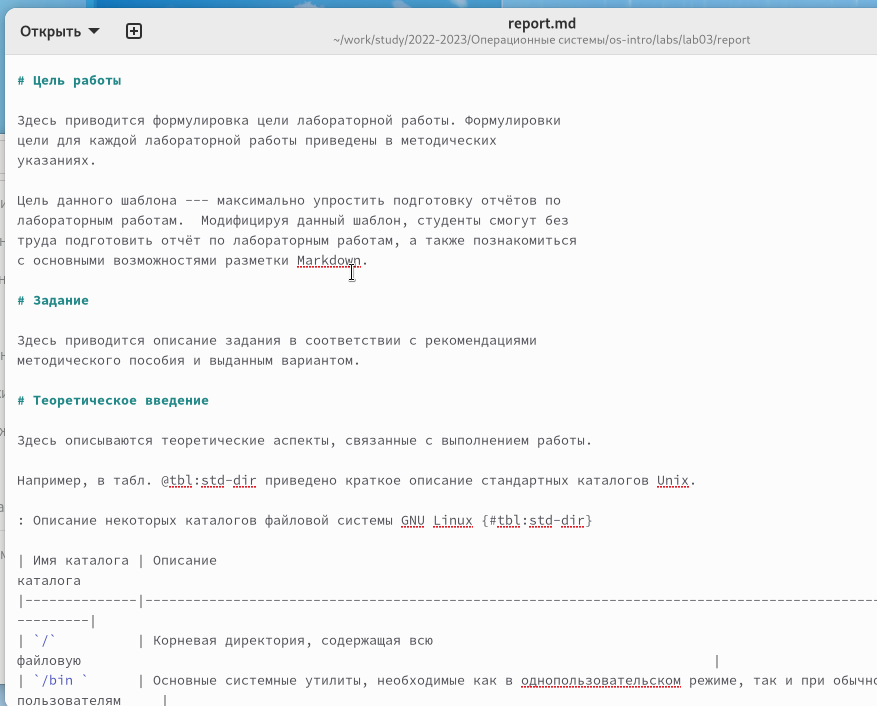 Открыть
report.md
~/work/study/2022-2023/Операционные системы/os-intro/labs/lab03/report
# Цель работы
Здесь приводится формулировка цели лабораторной работы. Формулировки
цели для каждой лабораторной работы приведены в методических
указаниях.
Цель данного шаблона --- максимально упростить подготовку отчётов по
лабораторным работам.  Модифицируя данный шаблон, студенты смогут без
труда подготовить отчёт по лабораторным работам, а также познакомиться
с основными возможностями разметки Markdown.
# Задание
Здесь приводится описание задания в соответствии с рекомендациями
методического пособия и выданным вариантом.
# Теоретическое введение
Здесь описываются теоретические аспекты, связанные с выполнением работы.
Например, в табл. @tbl:std-dir приведено краткое описание стандартных каталогов Unix.
: Описание некоторых каталогов файловой системы GNU Linux {#tbl:std-dir}
| Имя каталога | Описание
каталога
|--------------|--------------------------------------------------------------------------------------------
---------|
| `/`          | Корневая директория, содержащая всю
файловую                                                                               |
| `/bin `      | Основные системные утилиты, необходимые как в однопользовательском режиме, так и при
пользователям     |